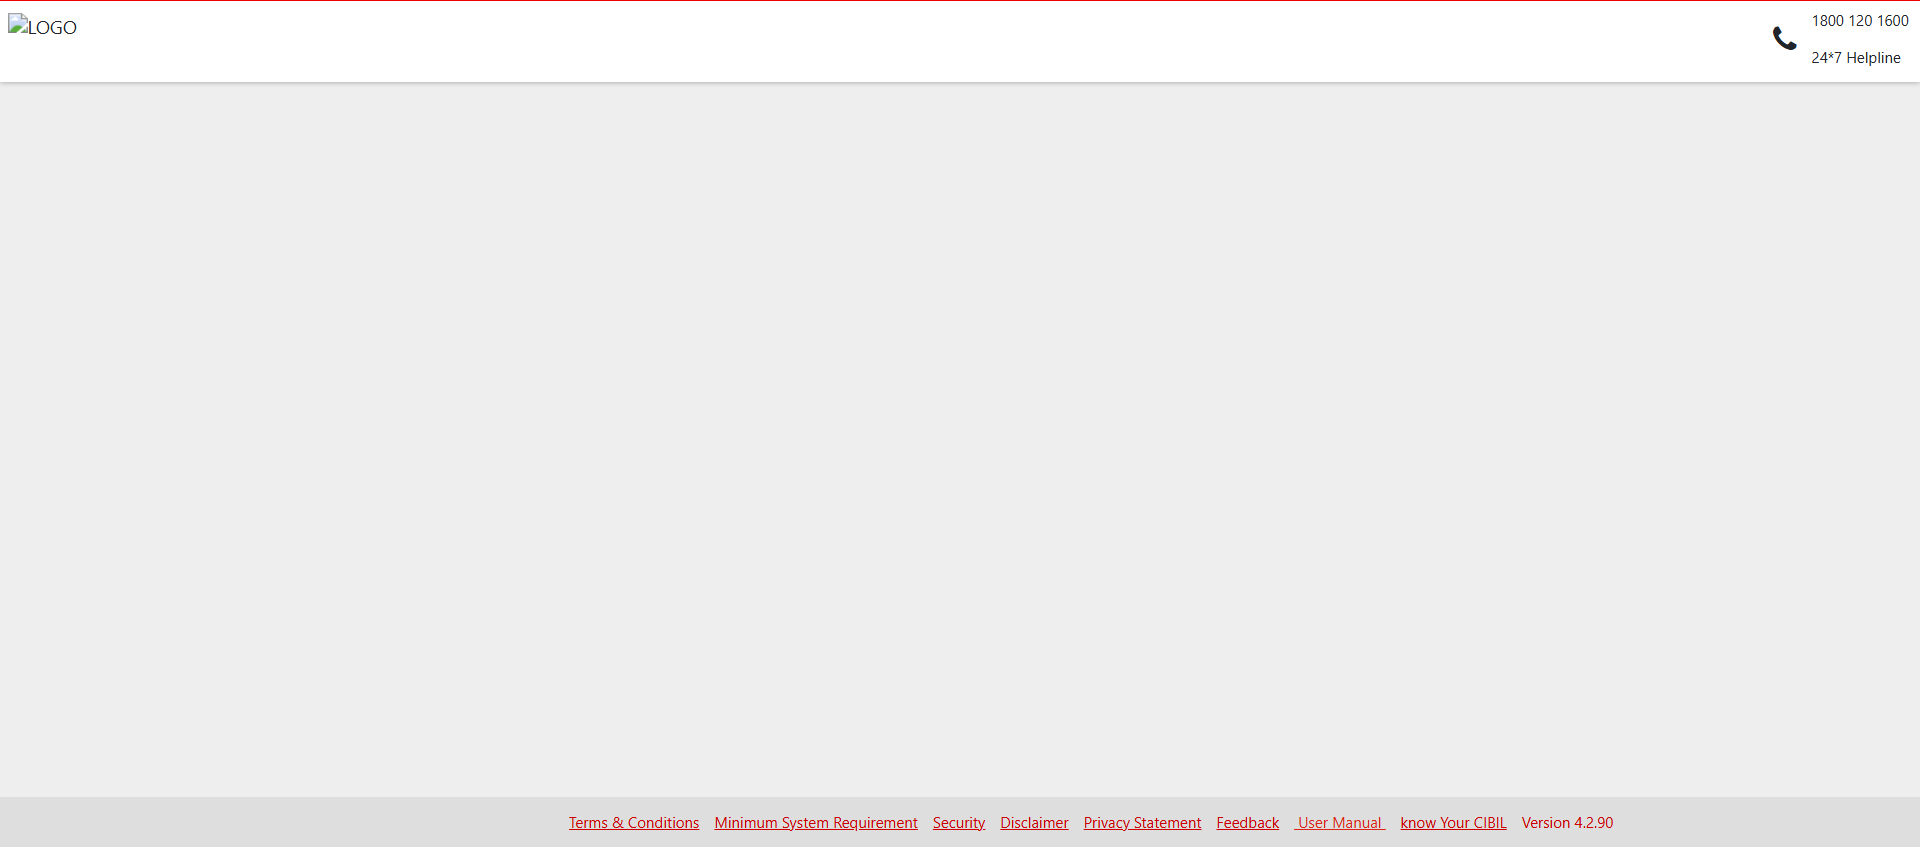 LOGO
1800 120 1600
24*7 Helpline
Terms & Conditions Minimum System Requirement Security Disclaimer Privacy Statement Feedback User Manual know Your CIBIL Version 4.2.90